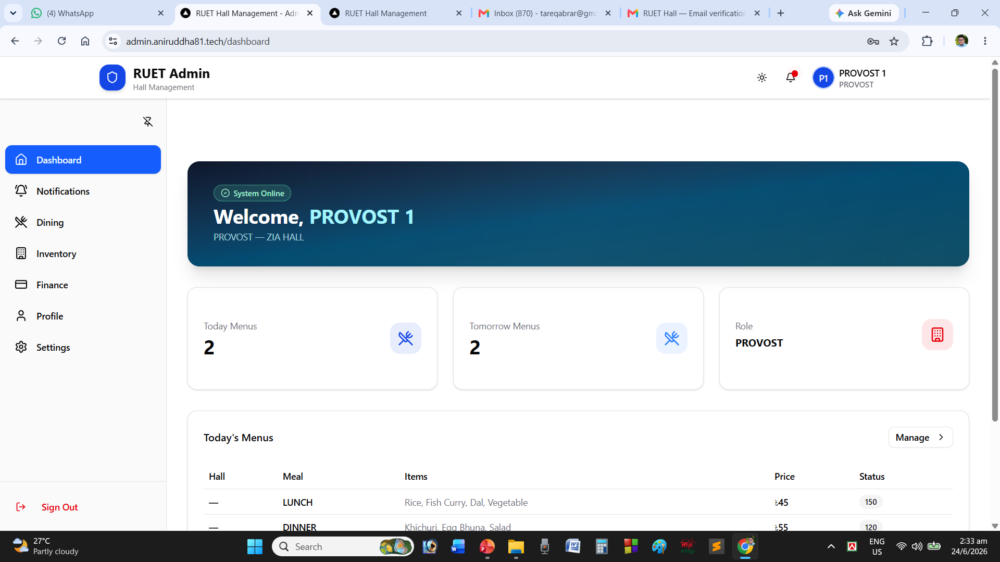 (4) WhatsApp
RUET Hall Management - Adm
RUET Hall Management
Inbox (870) - tareqabrar@gma
RUET Hall — Email verification
Ask Gemini
admin.aniruddha81.tech/dashboard
RUET Admin
Hall Management
P1
PROVOST 1
PROVOST
Dashboard
Notifications
Dining
Inventory
Finance
Profile
Settings
Sign Out
System Online
Welcome, PROVOST 1
PROVOST — ZIA HALL
Today Menus
2
Tomorrow Menus
2
Role
PROVOST
Today's Menus
Manage
Hall Meal Items Price Status
— LUNCH Rice, Fish Curry, Dal, Vegetable ৳45 150
— DINNER Khichuri, Egg Bhuna, Salad ৳55 120
27°C
Partly cloudy
Search
ENG
US
2:33 am
24/6/2026